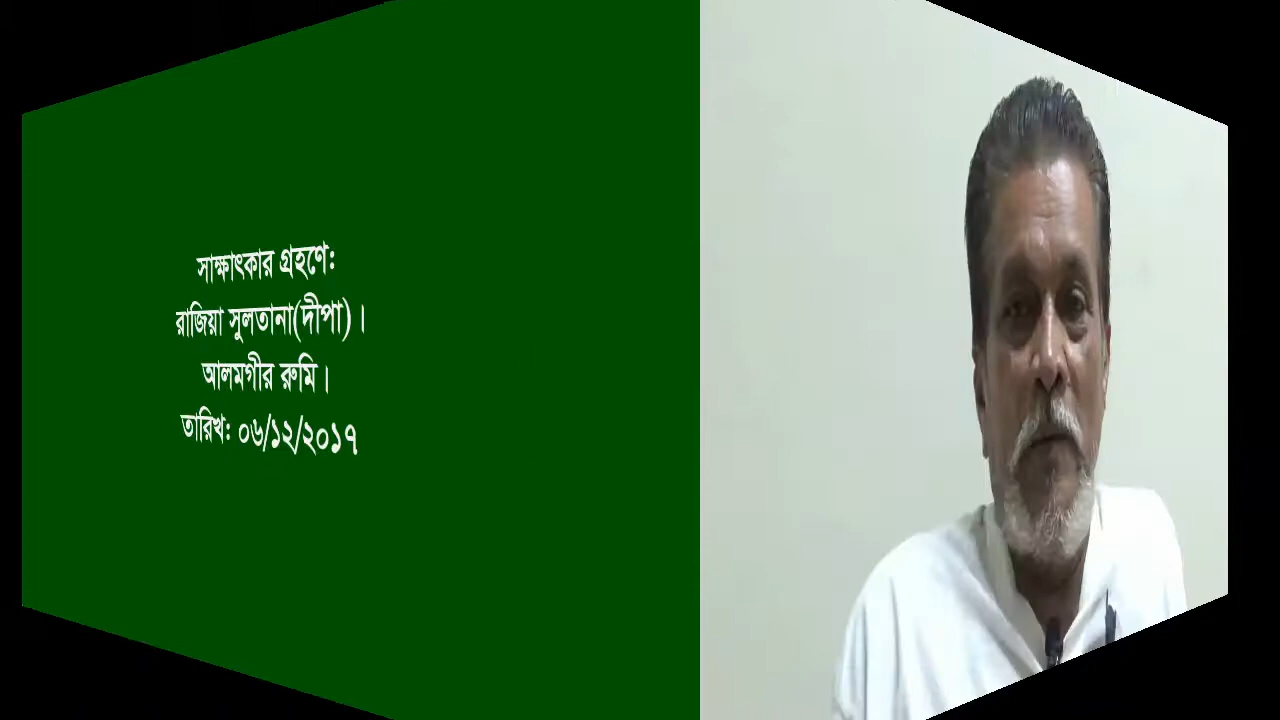 সাক্ষাৎকার গ্রহণে:
রাজিয়া সুলতানা(দীপা)।
আলমগীর রুমি।
তারিখ: ০৬/১২/২০১৭